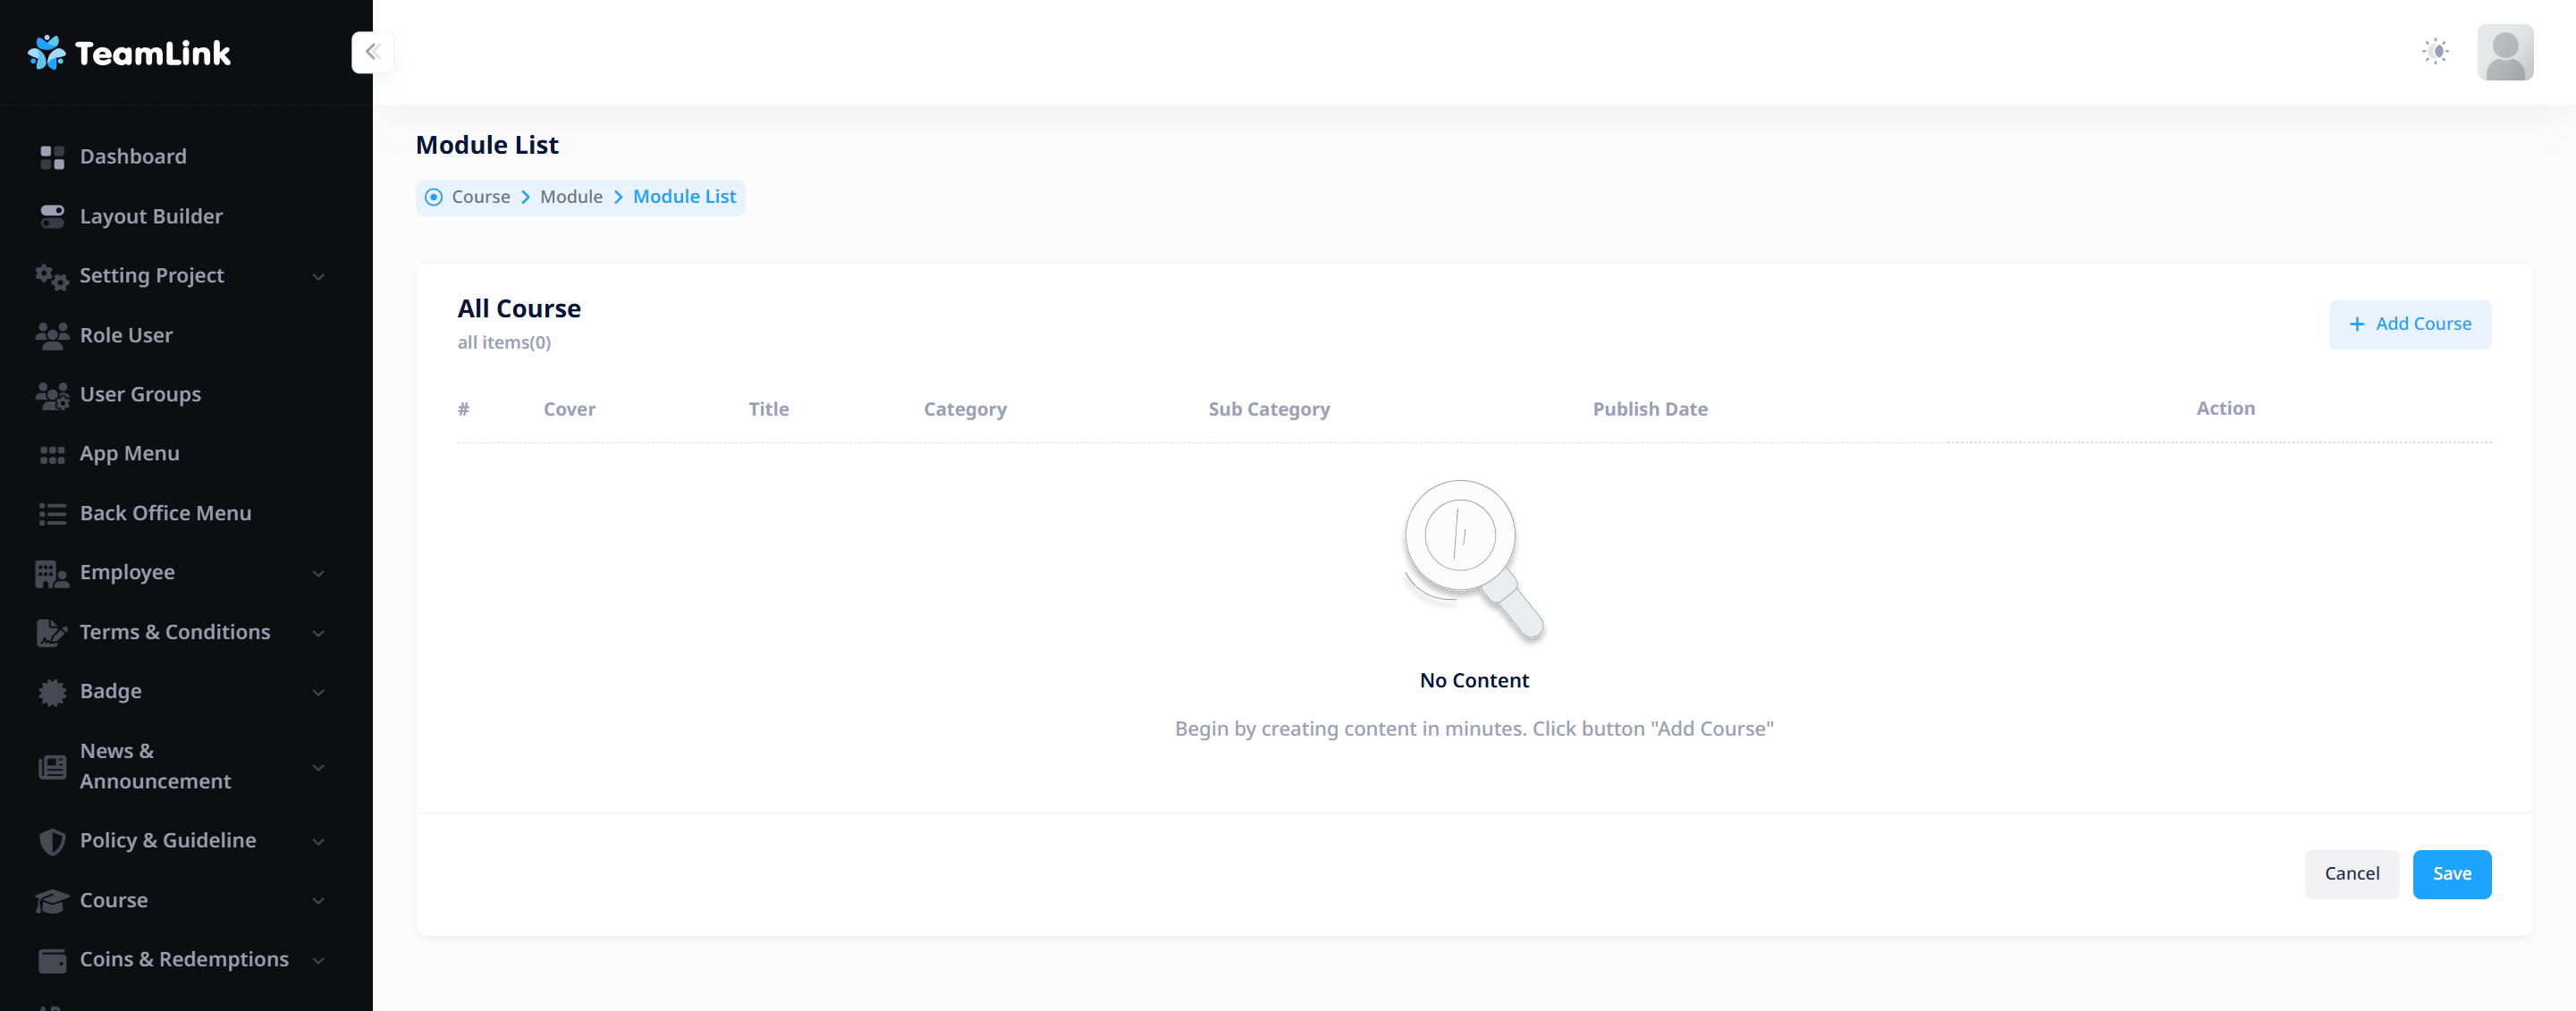 TeamLink
Dashboard
Layout Builder
Setting Project
Role User
User Groups
App Menu
Back Office Menu
Employee
Terms & Conditions
Badge
News &
Announcement
Policy & Guideline
Course
Coins & Redemptions
Module List
Course Module Module List
All Course
all items(0)
Add Course
# Cover Title Category Sub Category Publish Date Action
No Content
Begin by creating content in minutes. Click button "Add Course"
Cancel Save